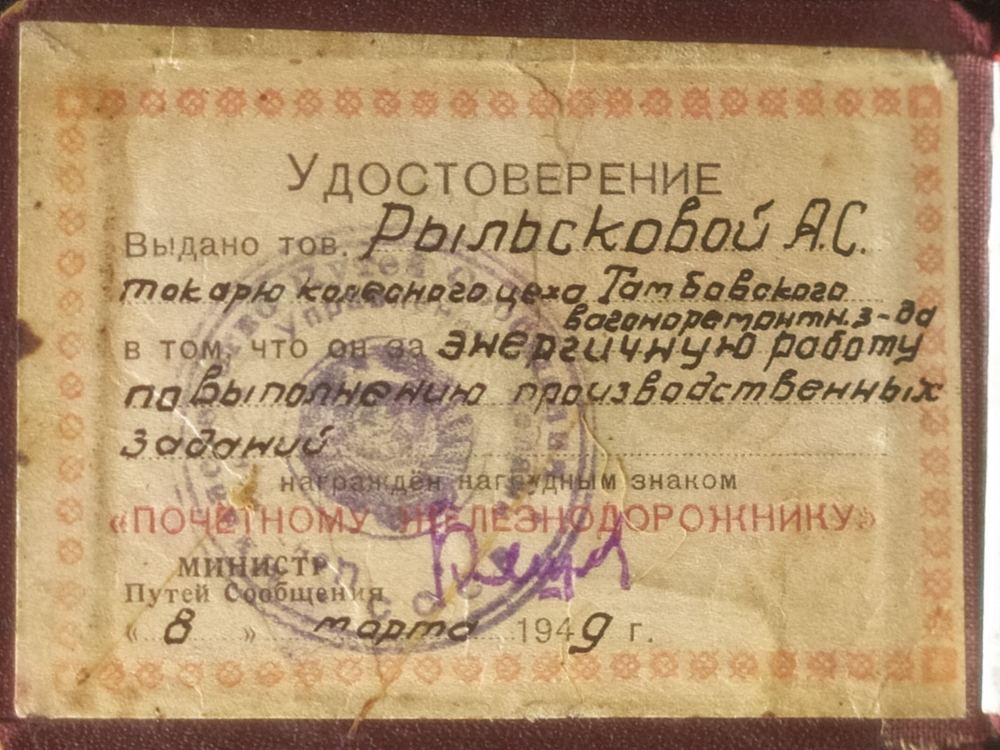 УДОСТОВЕРЕНИЕ
Выдано тов. Рыльсковой А.С.
токарю колесного цеха Тамбовского
вагоноремонтн. з-да
в том, что он за энергичную работу
по выполнению производственных
заданий
награждён нагрудным знаком
«ПОЧЕТНОМУ ЖЕЛЕЗНОДОРОЖНИКУ»
МИНИСТР
Путей Сообщения
« 8 » марта 1949 г.